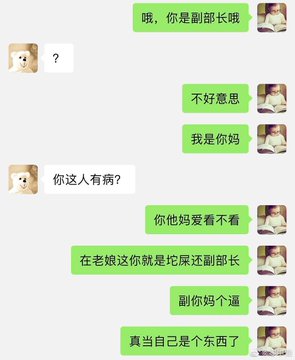 哦，你是副部长哦
？
不好意思
我是你妈
你这人有病？
你他妈爱看不看
在老娘这你就是坨屎还副部长
副你妈个逼
真当自己是个东西了